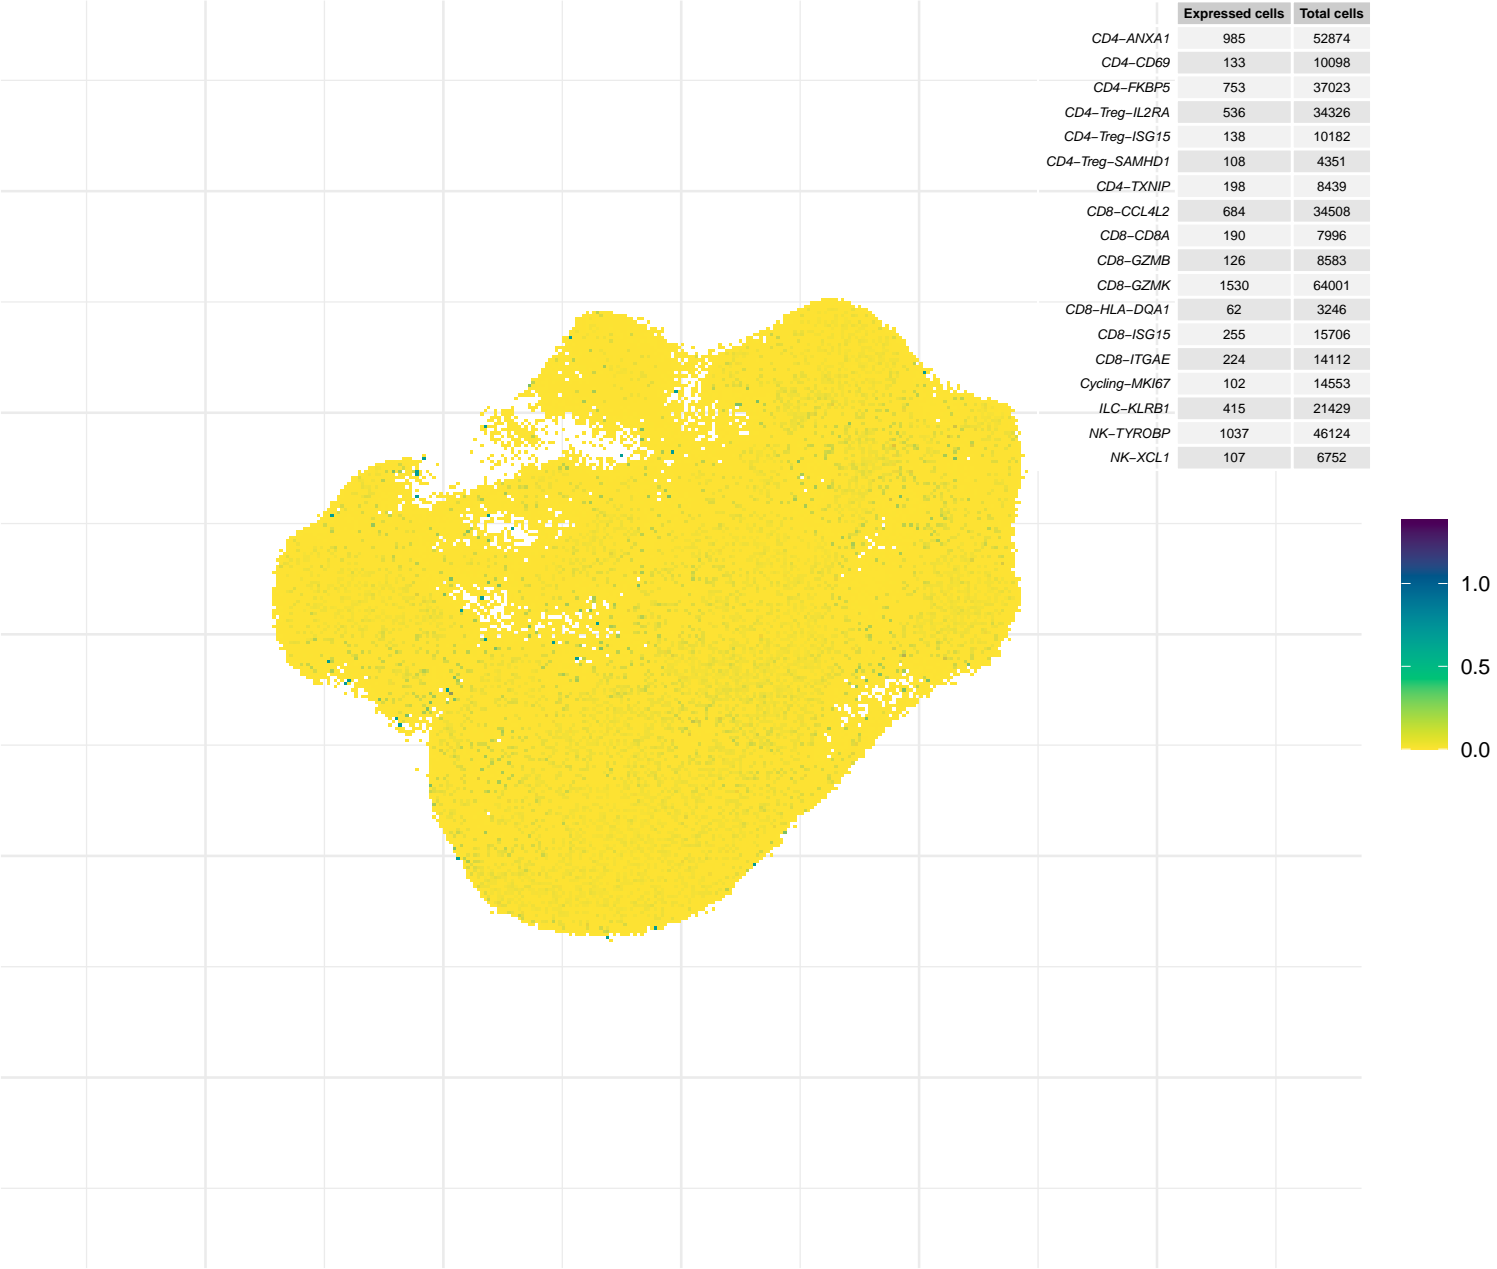 Expressed cells Total cells
CD4−ANXA1 985 52874
CD4−CD69 133 10098
CD4−FKBP5 753 37023
CD4−Treg−IL2RA 536 34326
CD4−Treg−ISG15 138 10182
CD4−Treg−SAMHD1 108 4351
CD4−TXNIP 198 8439
CD8−CCL4L2 684 34508
CD8−CD8A 190 7996
CD8−GZMB 126 8583
CD8−GZMK 1530 64001
CD8−HLA−DQA1 62 3246
CD8−ISG15 255 15706
CD8−ITGAE 224 14112
Cycling−MKI67 102 14553
ILC−KLRB1 415 21429
NK−TYROBP 1037 46124
NK−XCL1 107 6752
1.0
0.5
0.0